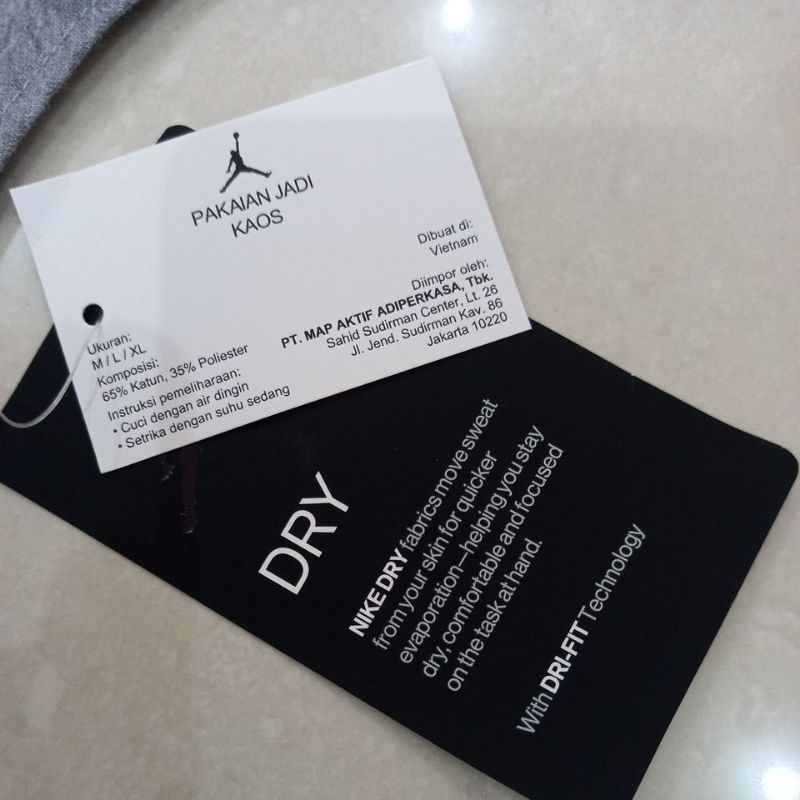 PAKAIAN JADI
KAOS
Dibuat di:
Vietnam
Diimpor oleh:
PT. MAP AKTIF ADIPERKASA, Tbk.
Sahid Sudirman Center, Lt. 26
Jl. Jend. Sudirman Kav. 86
Jakarta 10220
Ukuran:
M / L / XL
Komposisi:
65% Katun, 35% Poliester
Instruksi pemeliharaan:
• Cuci dengan air dingin
• Setrika dengan suhu sedang
DRY
NIKE DRY fabrics move sweat
from your skin for quicker
evaporation—helping you stay
dry, comfortable and focused
on the task at hand.
With DRI-FIT Technology